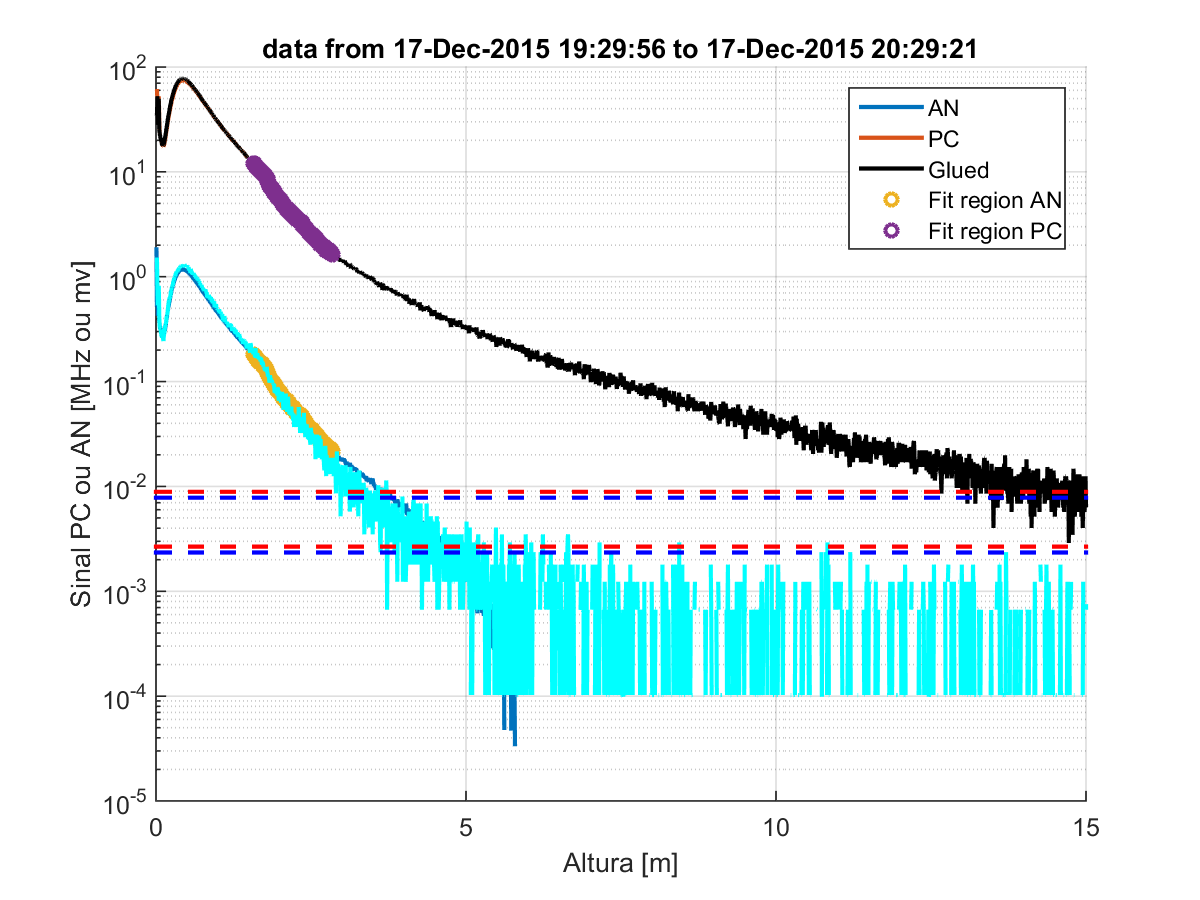 data from 17-Dec-2015 19:29:56 to 17-Dec-2015 20:29:21
AN
PC
Glued
Fit region AN
Fit region PC
Sinal PC ou AN [MHz ou mv]
10^2
10^1
10^0
10^-1
10^-2
10^-3
10^-4
10^-5
0 5 10 15
Altura [m]